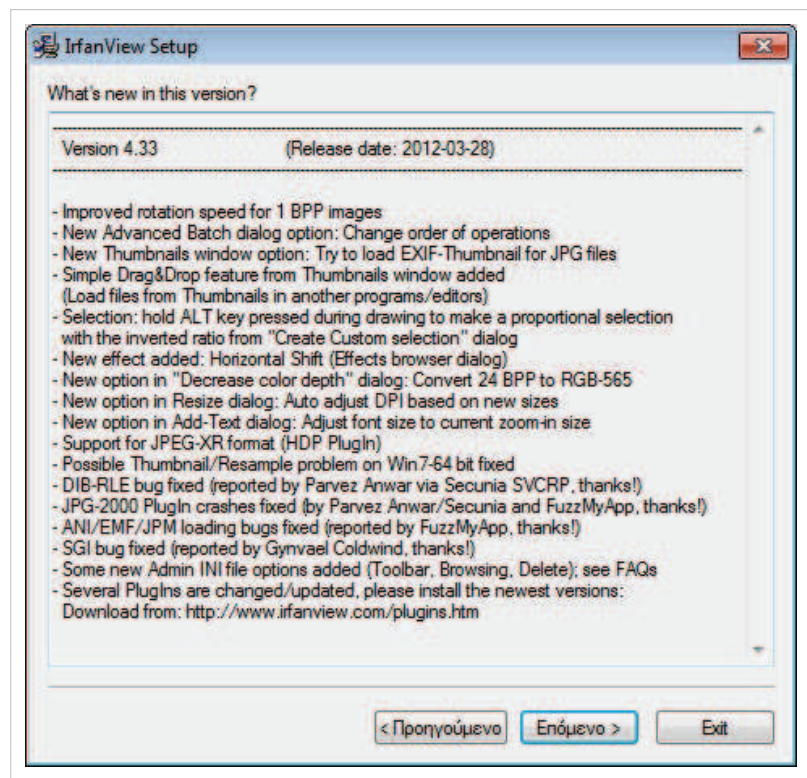 IrfanView Setup
What's new in this version?
Version 4.33 (Release date: 2012-03-28)
- Improved rotation speed for 1 BPP images
- New Advanced Batch dialog option: Change order of operations
- New Thumbnails window option: Try to load EXIF-Thumbnail for JPG files
- Simple Drag&Drop feature from Thumbnails window added
(Load files from Thumbnails in another programs/editors)
- Selection: hold ALT key pressed during drawing to make a proportional selection
with the inverted ratio from "Create Custom selection" dialog
- New effect added: Horizontal Shift (Effects browser dialog)
- New option in "Decrease color depth" dialog: Convert 24 BPP to RGB-565
- New option in Resize dialog: Auto adjust DPI based on new sizes
- New option in Add-Text dialog: Adjust font size to current zoom-in size
- Support for JPEG-XR format (HDP PlugIn)
- Possible Thumbnail/Resample problem on Win7-64 bit fixed
- DIB-RLE bug fixed (reported by Parvez Anwar via Secunia SVCRP, thanks!)
- JPG-2000 PlugIn crashes fixed (by Parvez Anwar/Secunia and FuzzMyApp, thanks!)
- ANI/EMF/JPM loading bugs fixed (reported by FuzzMyApp, thanks!)
- SGI bug fixed (reported by Gynvael Coldwind, thanks!)
- Some new Admin INI file options added (Toolbar, Browsing, Delete); see FAQs
- Several PlugIns are changed/updated, please install the newest versions:
Download from: http://www.irfanview.com/plugins.htm
< Προηγούμενο Επόμενο > Exit